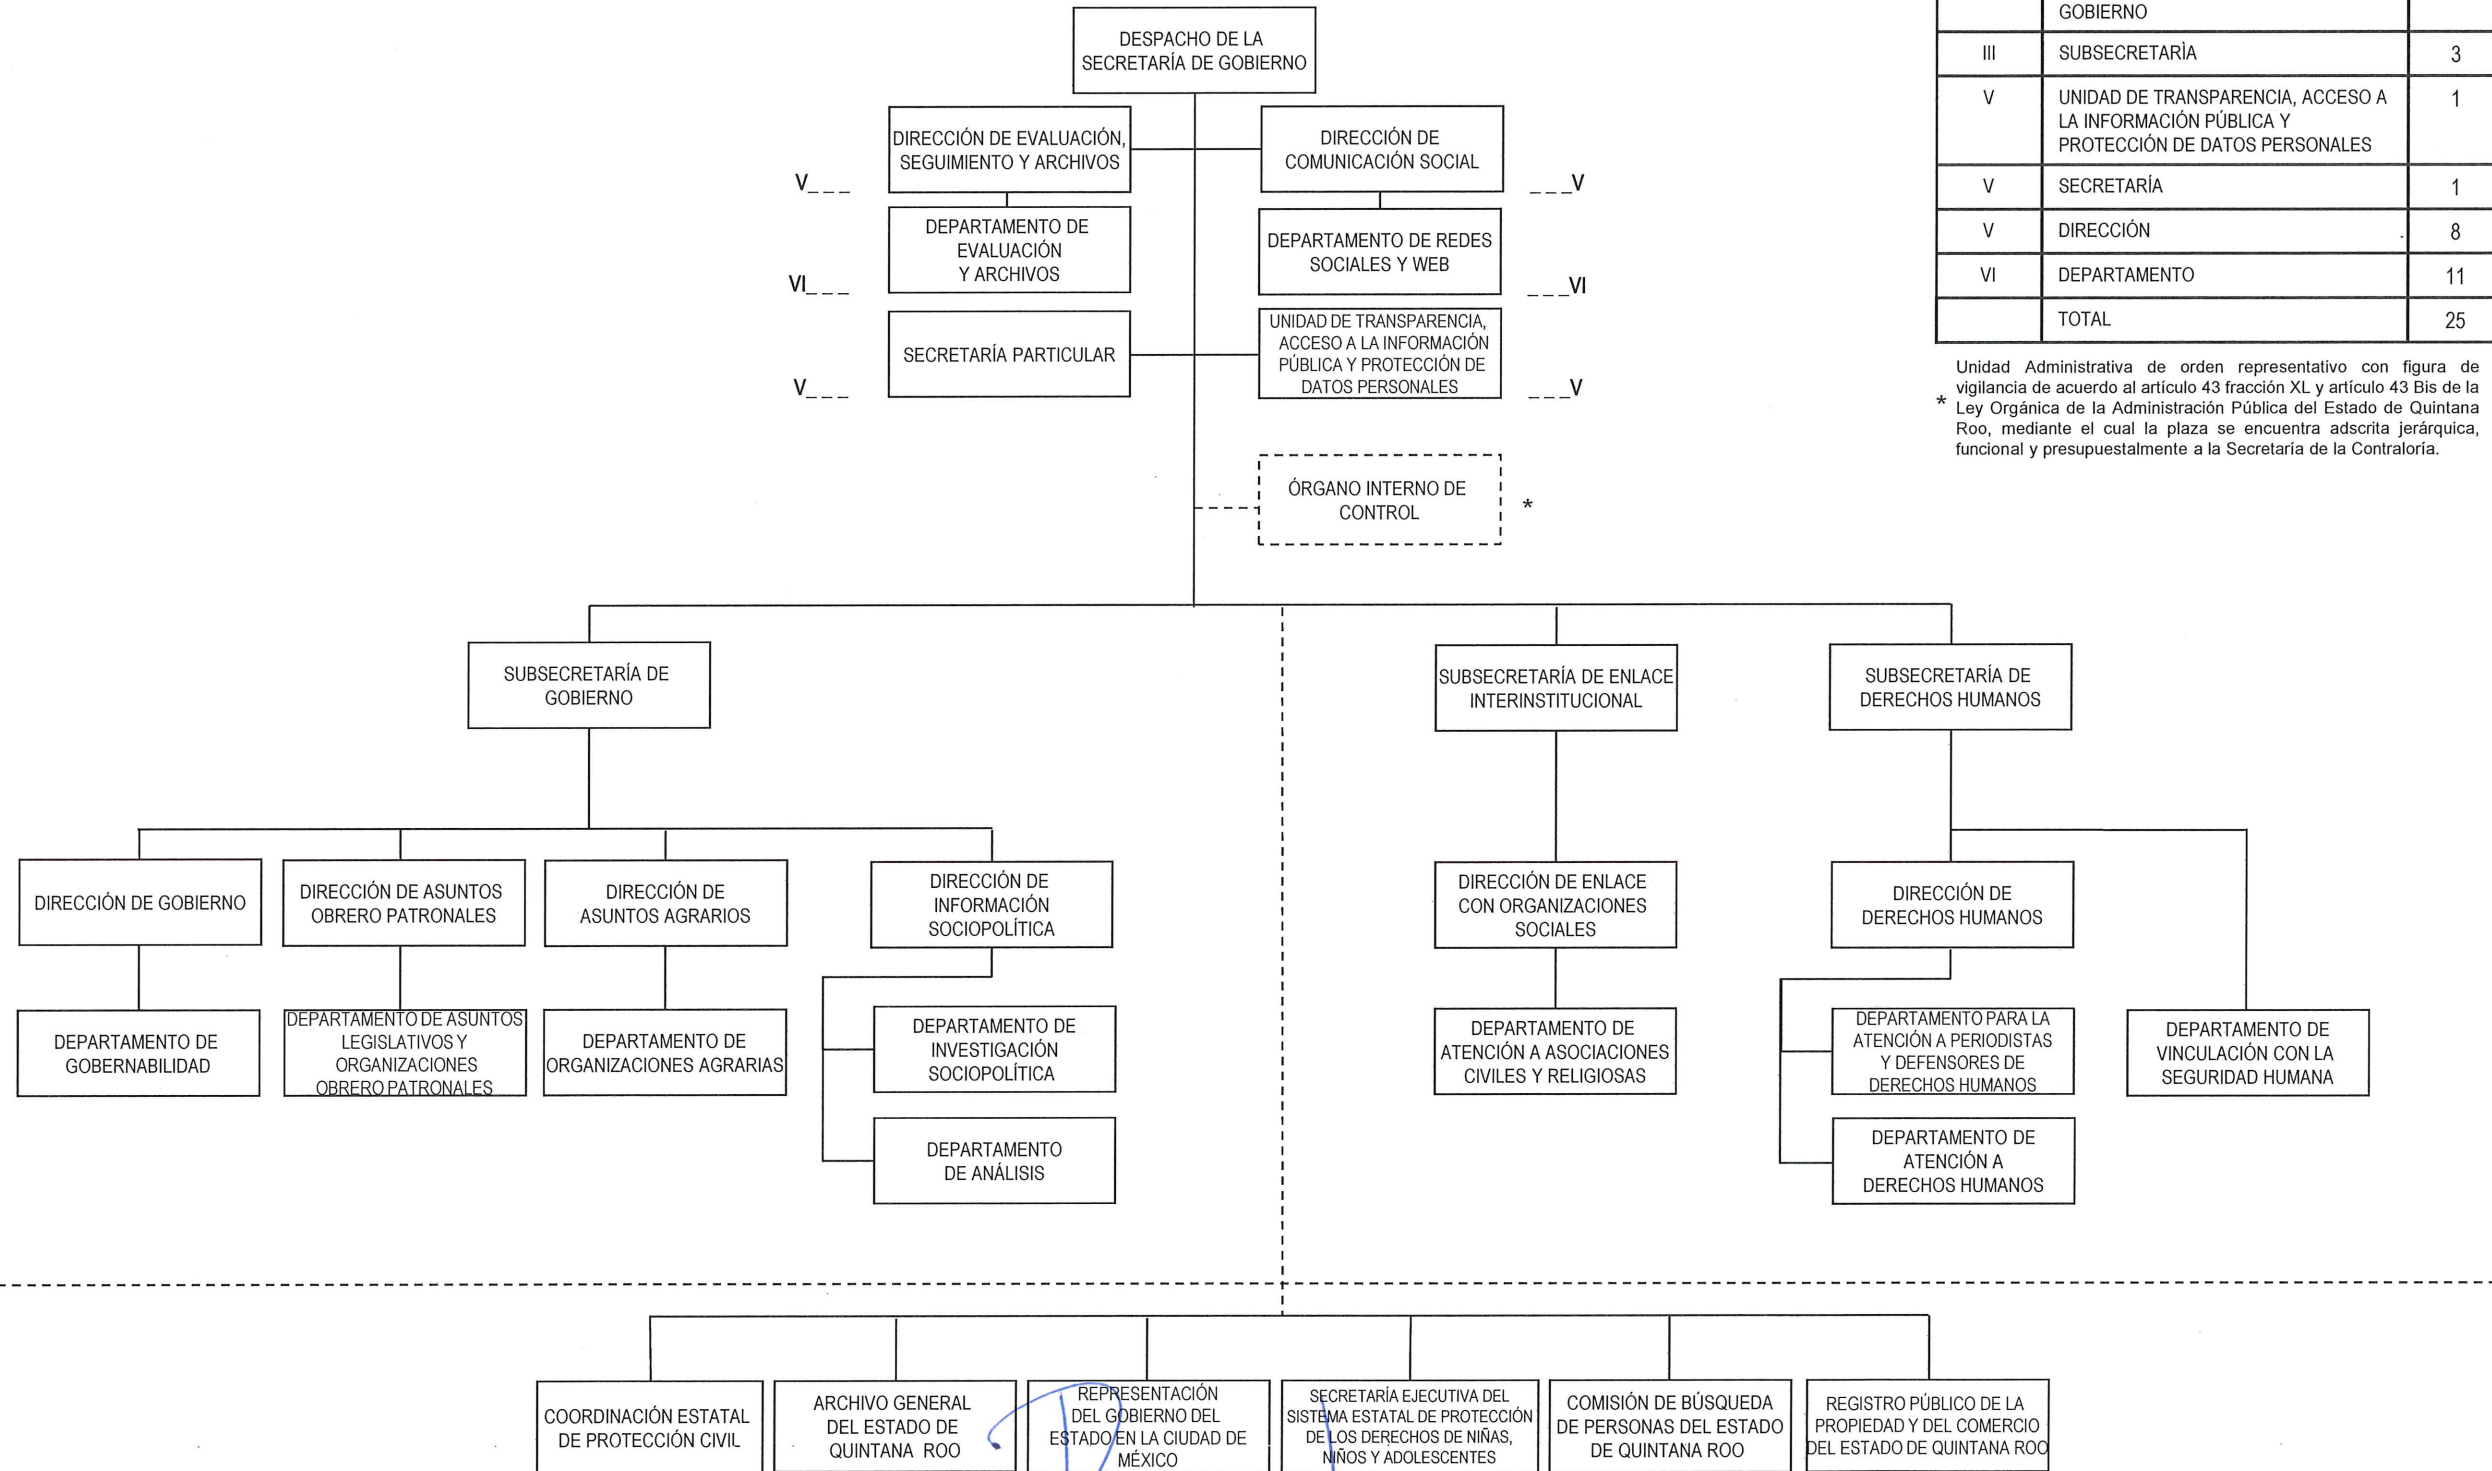 DESPACHO DE LA
SECRETARÍA DE GOBIERNO
GOBIERNO
III SUBSECRETARÌA 3
V UNIDAD DE TRANSPARENCIA, ACCESO A 1
LA INFORMACIÓN PÚBLICA Y
PROTECCIÓN DE DATOS PERSONALES
V SECRETARÍA 1
V DIRECCIÓN 8
VI DEPARTAMENTO 11
TOTAL 25
Unidad Administrativa de orden representativo con figura de
vigilancia de acuerdo al artículo 43 fracción XL y artículo 43 Bis de la
* Ley Orgánica de la Administración Pública del Estado de Quintana
Roo, mediante el cual la plaza se encuentra adscrita jerárquica,
funcional y presupuestalmente a la Secretaría de la Contraloría.
DIRECCIÓN DE EVALUACIÓN,
SEGUIMIENTO Y ARCHIVOS
V___
DIRECCIÓN DE
COMUNICACIÓN SOCIAL
___V
DEPARTAMENTO DE
EVALUACIÓN
Y ARCHIVOS
VI___
DEPARTAMENTO DE REDES
SOCIALES Y WEB
___VI
SECRETARÍA PARTICULAR
V___
UNIDAD DE TRANSPARENCIA,
ACCESO A LA INFORMACIÓN
PÚBLICA Y PROTECCIÓN DE
DATOS PERSONALES
___V
ÓRGANO INTERNO DE
CONTROL
*
SUBSECRETARÍA DE
GOBIERNO
SUBSECRETARÍA DE ENLACE
INTERINSTITUCIONAL
SUBSECRETARÍA DE
DERECHOS HUMANOS
DIRECCIÓN DE GOBIERNO
DIRECCIÓN DE ASUNTOS
OBRERO PATRONALES
DIRECCIÓN DE
ASUNTOS AGRARIOS
DIRECCIÓN DE
INFORMACIÓN
SOCIOPOLÍTICA
DIRECCIÓN DE ENLACE
CON ORGANIZACIONES
SOCIALES
DIRECCIÓN DE
DERECHOS HUMANOS
DEPARTAMENTO DE
GOBERNABILIDAD
DEPARTAMENTO DE ASUNTOS
LEGISLATIVOS Y
ORGANIZACIONES
OBRERO PATRONALES
DEPARTAMENTO DE
ORGANIZACIONES AGRARIAS
DEPARTAMENTO DE
INVESTIGACIÓN
SOCIOPOLÍTICA
DEPARTAMENTO DE
ATENCIÓN A ASOCIACIONES
CIVILES Y RELIGIOSAS
DEPARTAMENTO PARA LA
ATENCIÓN A PERIODISTAS
Y DEFENSORES DE
DERECHOS HUMANOS
DEPARTAMENTO DE
VINCULACIÓN CON LA
SEGURIDAD HUMANA
DEPARTAMENTO
DE ANÁLISIS
DEPARTAMENTO DE
ATENCIÓN A
DERECHOS HUMANOS
COORDINACIÓN ESTATAL
DE PROTECCIÓN CIVIL
ARCHIVO GENERAL
DEL ESTADO DE
QUINTANA ROO
REPRESENTACIÓN
DEL GOBIERNO DEL
ESTADO EN LA CIUDAD DE
MÉXICO
SECRETARÍA EJECUTIVA DEL
SISTEMA ESTATAL DE PROTECCIÓN
DE LOS DERECHOS DE NIÑAS,
NIÑOS Y ADOLESCENTES
COMISIÓN DE BÚSQUEDA
DE PERSONAS DEL ESTADO
DE QUINTANA ROO
REGISTRO PÚBLICO DE LA
PROPIEDAD Y DEL COMERCIO
DEL ESTADO DE QUINTANA ROO